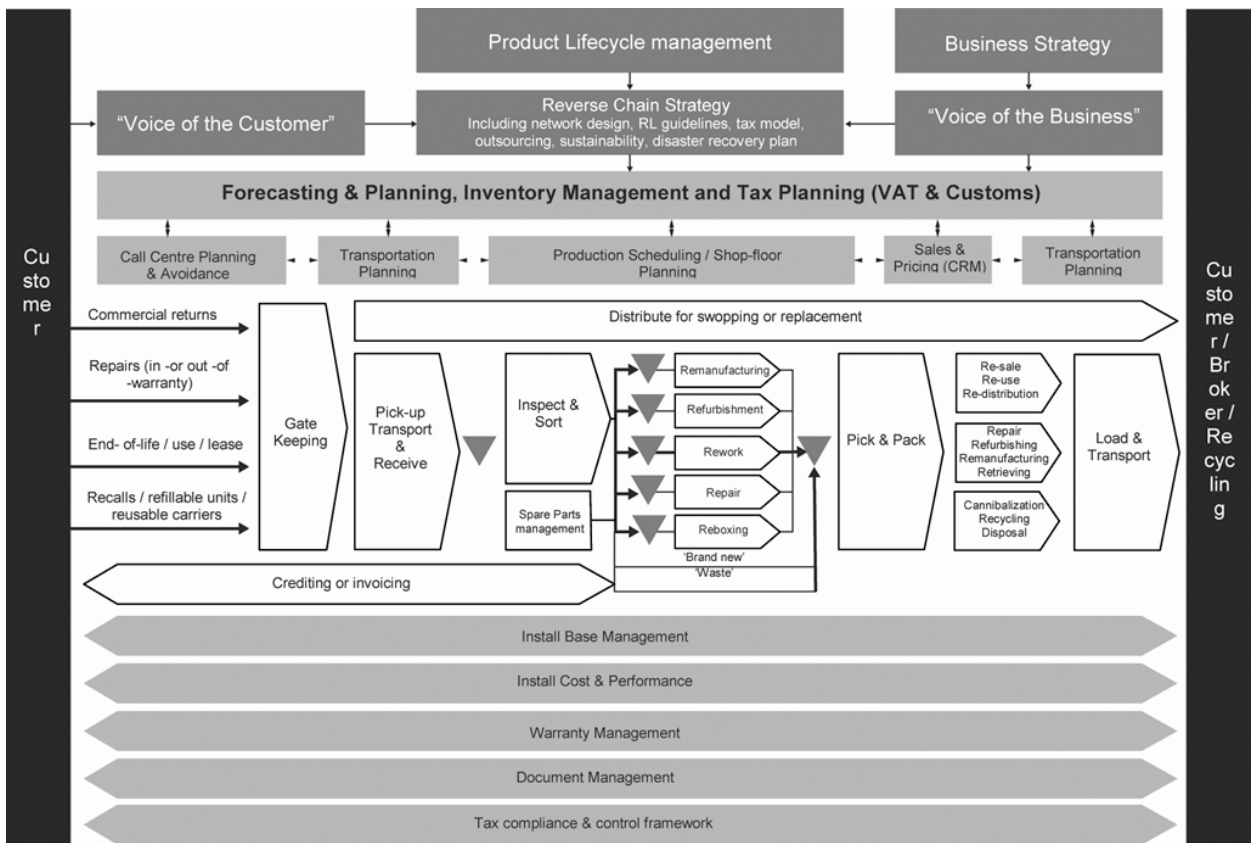 Product Lifecycle management
Business Strategy
"Voice of the Customer"
Reverse Chain Strategy
Including network design, RL guidelines, tax model,
outsourcing, sustainability, disaster recovery plan
"Voice of the Business"
Forecasting & Planning, Inventory Management and Tax Planning (VAT & Customs)
Call Centre Planning
& Avoidance
Transportation
Planning
Production Scheduling / Shop-floor
Planning
Sales &
Pricing (CRM)
Transportation
Planning
Cu
sto
me
r
Commercial returns
Repairs (in -or out -of
-warranty)
End- of-life / use / lease
Recalls / refillable units /
reusable carriers
Gate
Keeping
Distribute for swopping or replacement
Pick-up
Transport
&
Receive
Inspect &
Sort
Spare Parts
management
Remanufacturing
Refurbishment
Rework
Repair
Reboxing
'Brand new'
'Waste'
Pick & Pack
Re-sale
Re-use
Re-distribution
Repair
Refurbishing
Remanufacturing
Retrieving
Cannibalization
Recycling
Disposal
Load &
Transport
Cu
sto
me
r /
Br
ok
er /
Re
cyc
lin
g
Crediting or invoicing
Install Base Management
Install Cost & Performance
Warranty Management
Document Management
Tax compliance & control framework